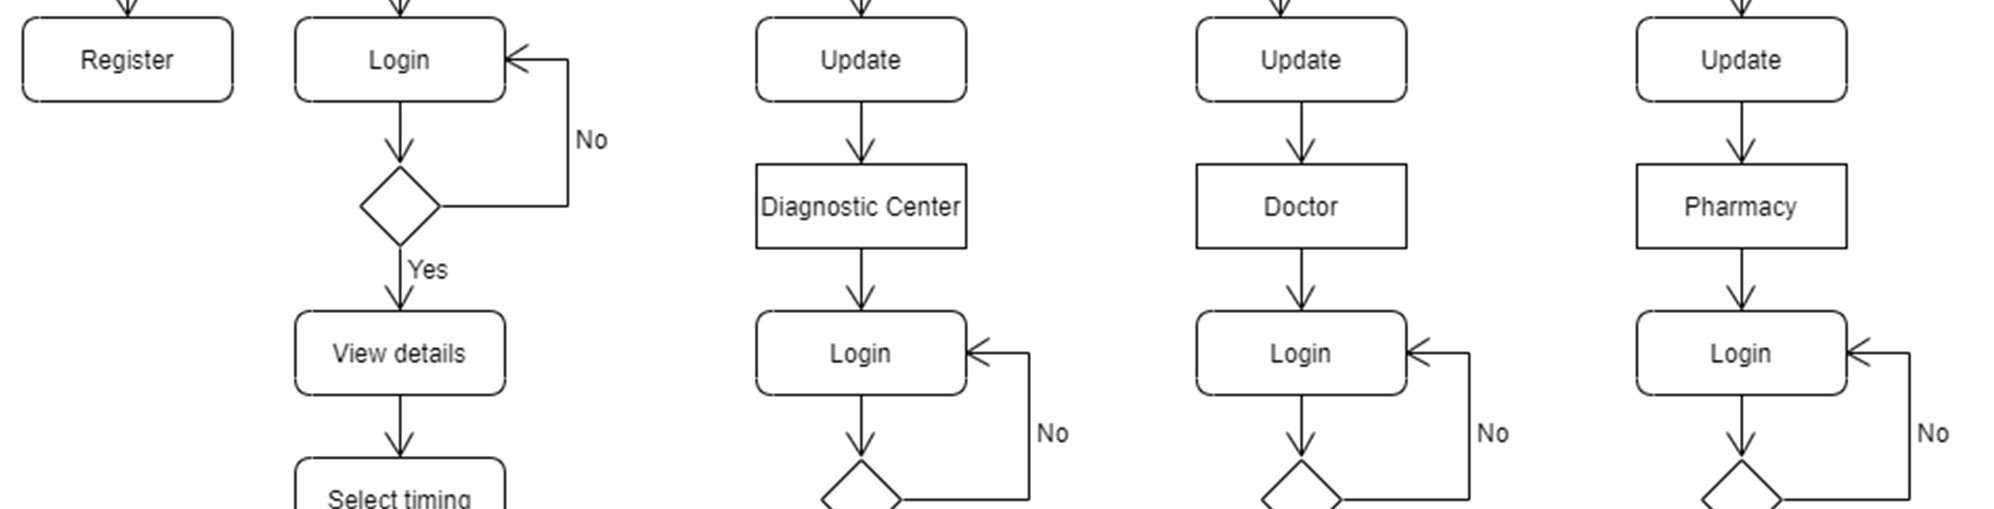 Register
Login
Update
Update
Update
No
Diagnostic Center
Doctor
Pharmacy
Yes
View details
Login
Login
Login
No
No
No
Select timing